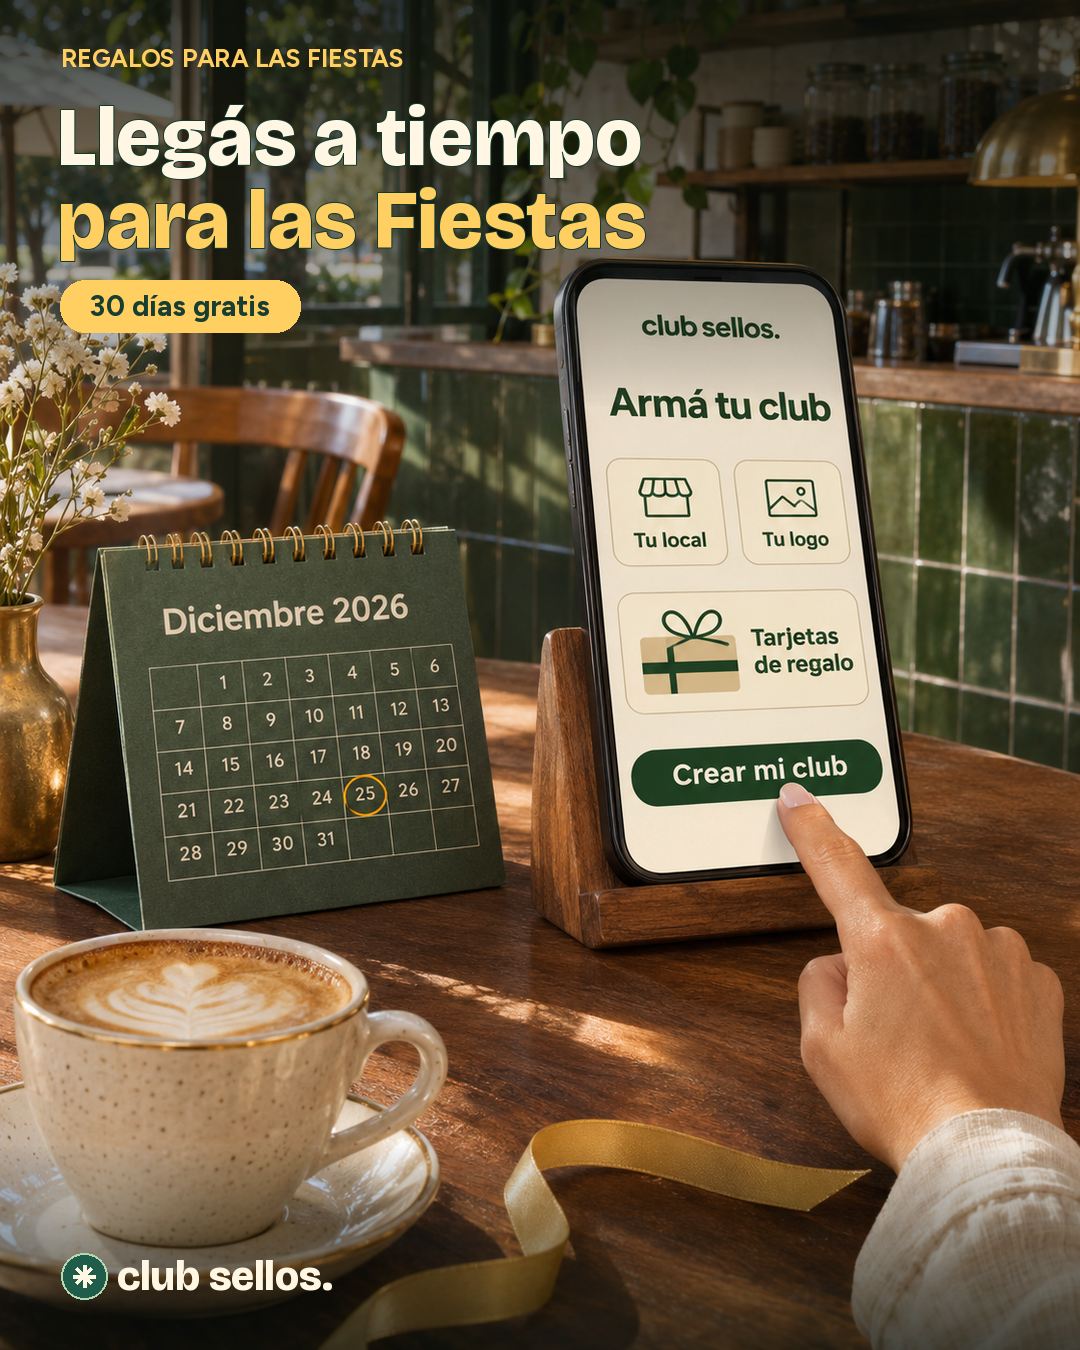 REGALOS PARA LAS FIESTAS
Llegás a tiempo
para las Fiestas
30 días gratis
club sellos.
Armá tu club
Tu local
Tu logo
Tarjetas
de regalo
Crear mi club
Diciembre 2026
1 2 3 4 5 6
7 8 9 10 11 12 13
14 15 16 17 18 19 20
21 22 23 24 25 26 27
28 29 30 31
club sellos.